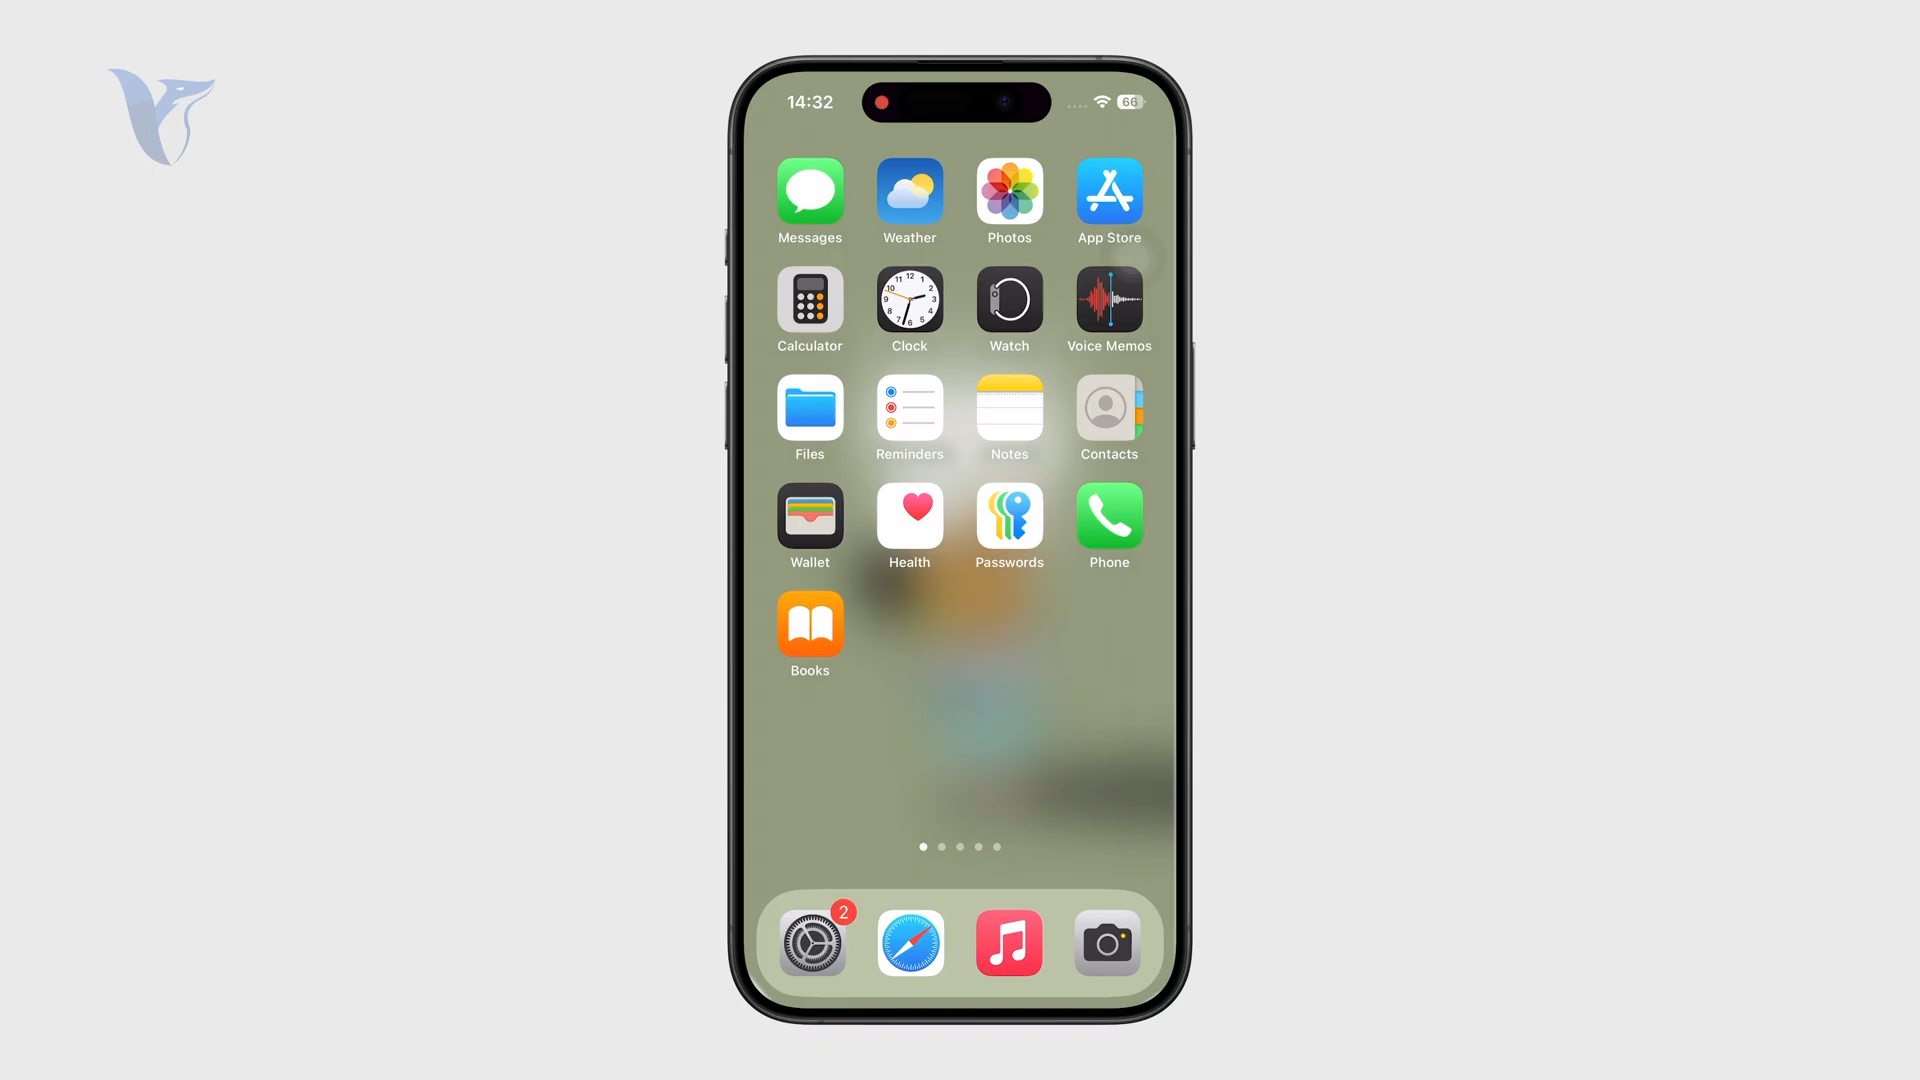 14:32
66
Messages Weather Photos App Store
Calculator Clock Watch Voice Memos
Files Reminders Notes Contacts
Wallet Health Passwords Phone
Books
2